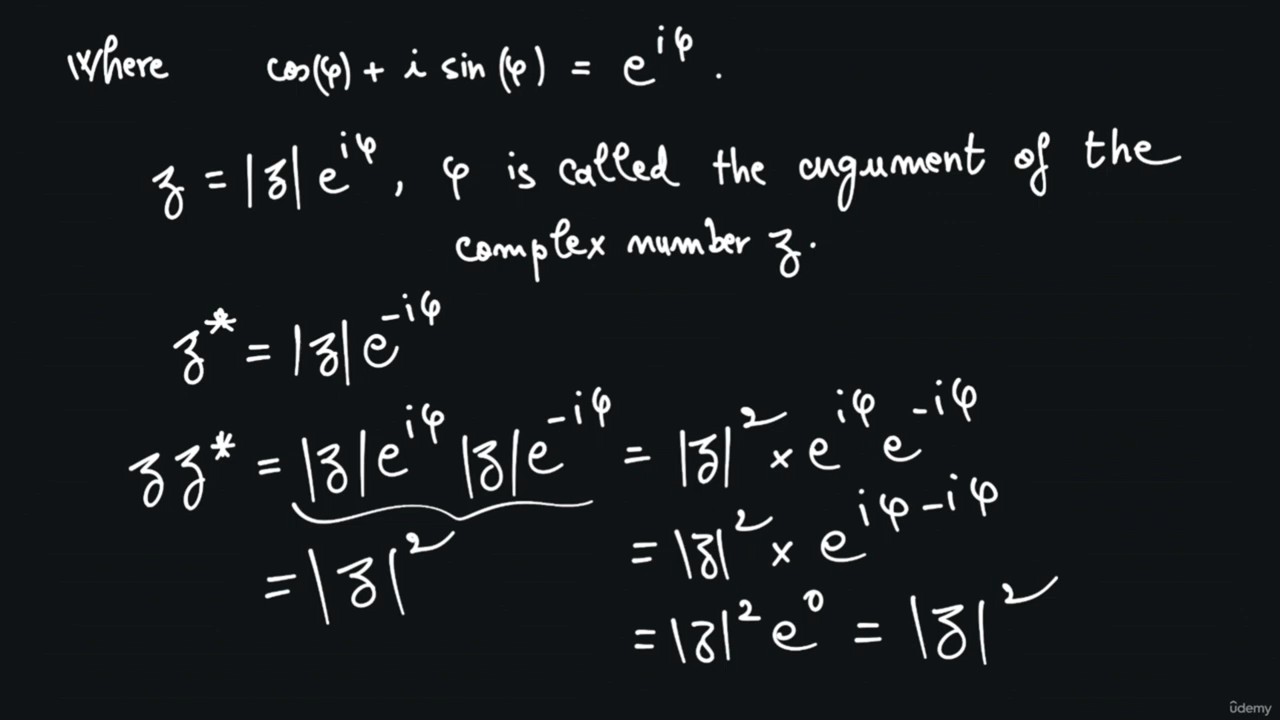 where cos(φ) + i sin(φ) = e^{iφ}.
z = |z| e^{iφ}, φ is called the argument of the
complex number z.
z* = |z| e^{-iφ}
z z* = |z| e^{iφ} |z| e^{-iφ} = |z|² × e^{iφ} e^{-iφ}
= |z|² × e^{iφ-iφ}
= |z|²
= |z|² e⁰ = |z|²
ûdemy